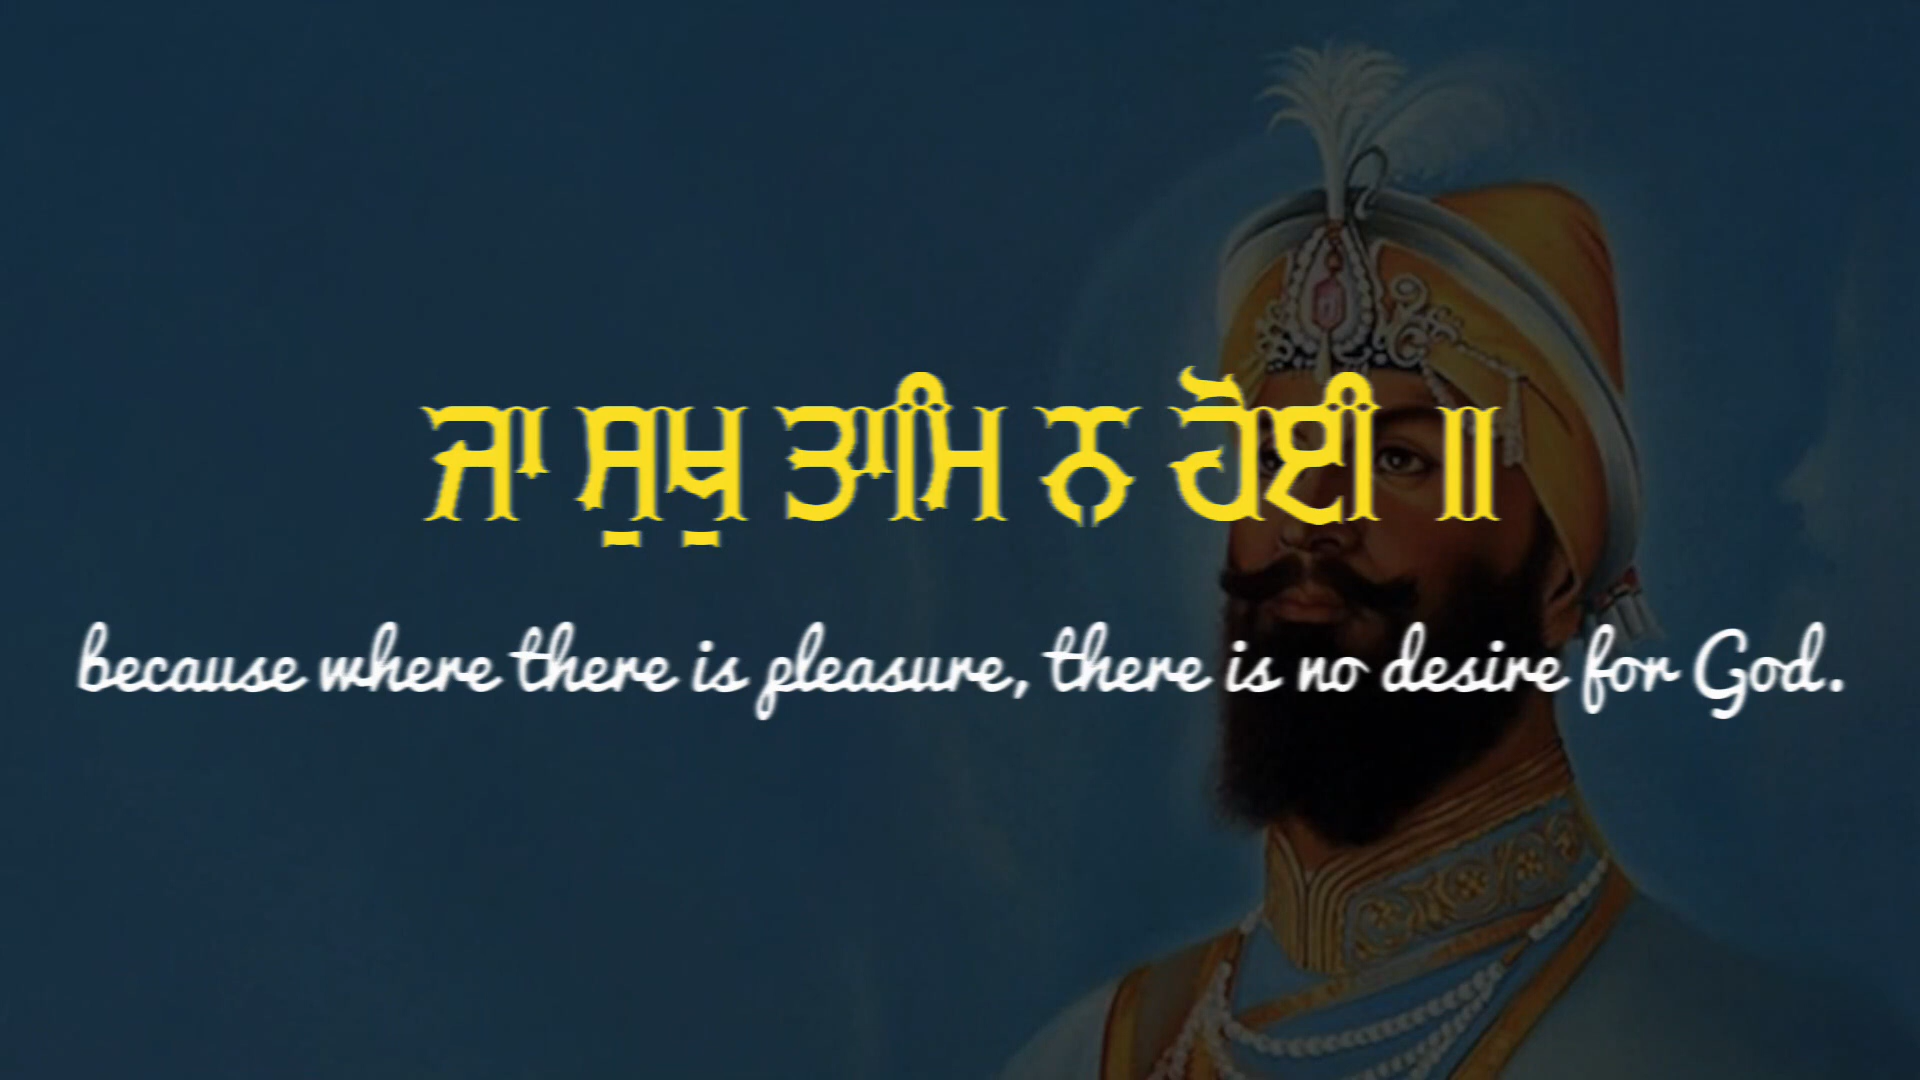 ਜਾ ਸੁਖੁ ਤਾਮਿ ਨ ਹੋਈ ॥
because where there is pleasure, there is no desire for God.